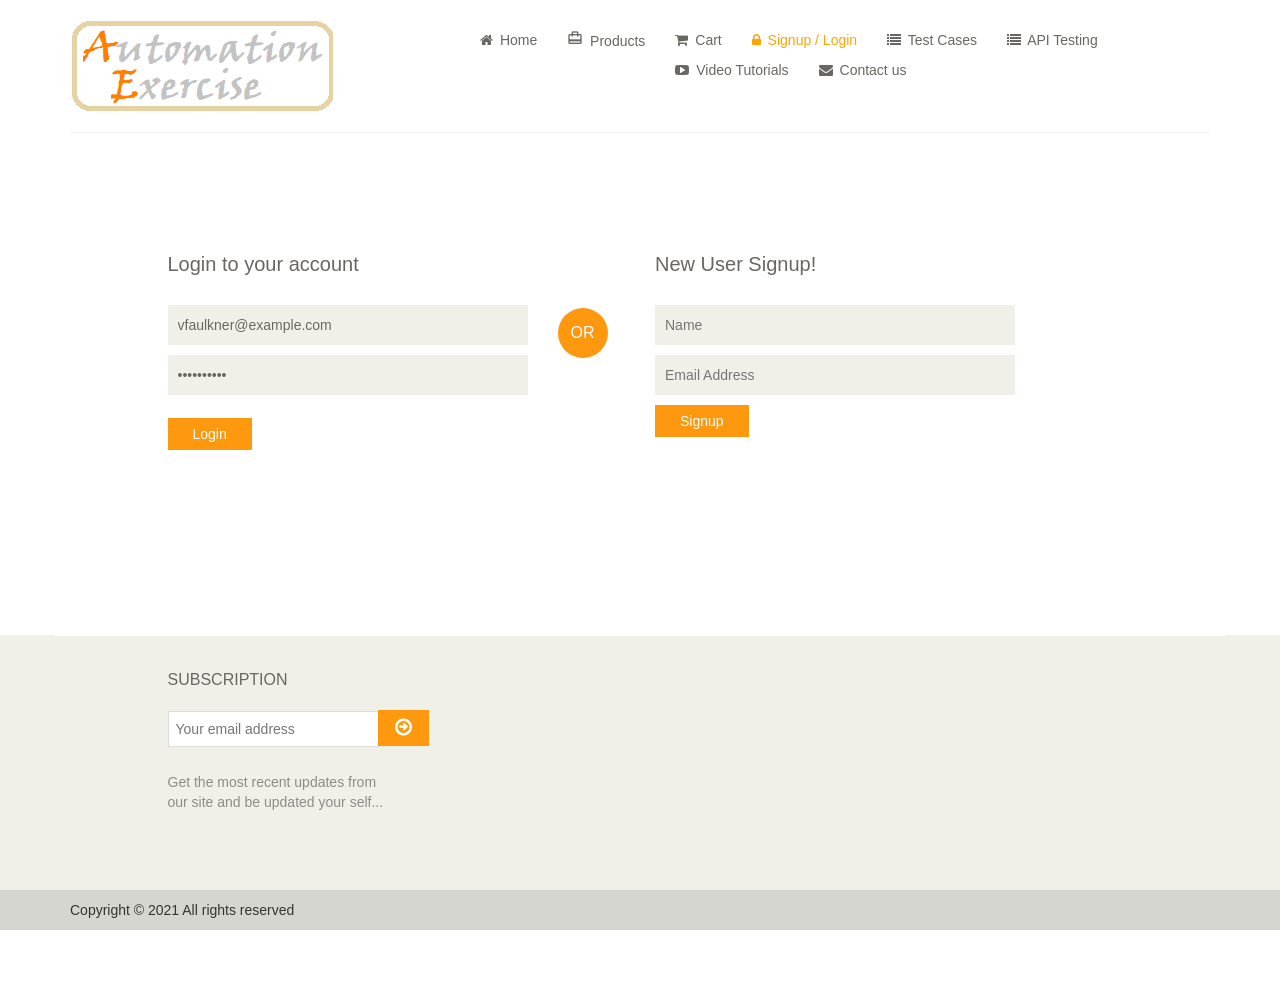 Automation
Exercise
Home
Products
Cart
Signup / Login
Test Cases
API Testing
Video Tutorials
Contact us
Login to your account
New User Signup!
vfaulkner@example.com
••••••••••
Login
OR
Name
Email Address
Signup
SUBSCRIPTION
Your email address
Get the most recent updates from
our site and be updated your self...
Copyright © 2021 All rights reserved